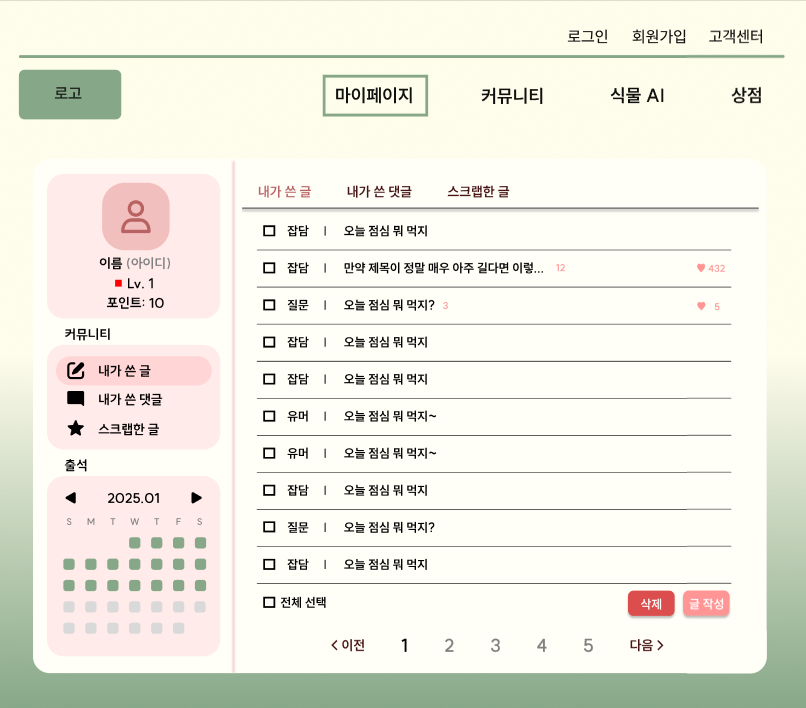 로그인 회원가입 고객센터
로고 마이페이지 커뮤니티 식물 AI 상점
이름 (아이디)
Lv. 1
포인트: 10
커뮤니티
내가 쓴 글
내가 쓴 댓글
스크랩한 글
출석
2025.01
S M T W T F S
내가 쓴 글 내가 쓴 댓글 스크랩한 글
잡담 | 오늘 점심 뭐 먹지
잡담 | 만약 제목이 정말 매우 아주 길다면 이렇... 12 432
질문 | 오늘 점심 뭐 먹지? 3 5
잡담 | 오늘 점심 뭐 먹지
잡담 | 오늘 점심 뭐 먹지
유머 | 오늘 점심 뭐 먹지~
유머 | 오늘 점심 뭐 먹지~
잡담 | 오늘 점심 뭐 먹지
질문 | 오늘 점심 뭐 먹지?
잡담 | 오늘 점심 뭐 먹지
전체 선택 삭제 글 작성
< 이전 1 2 3 4 5 다음 >